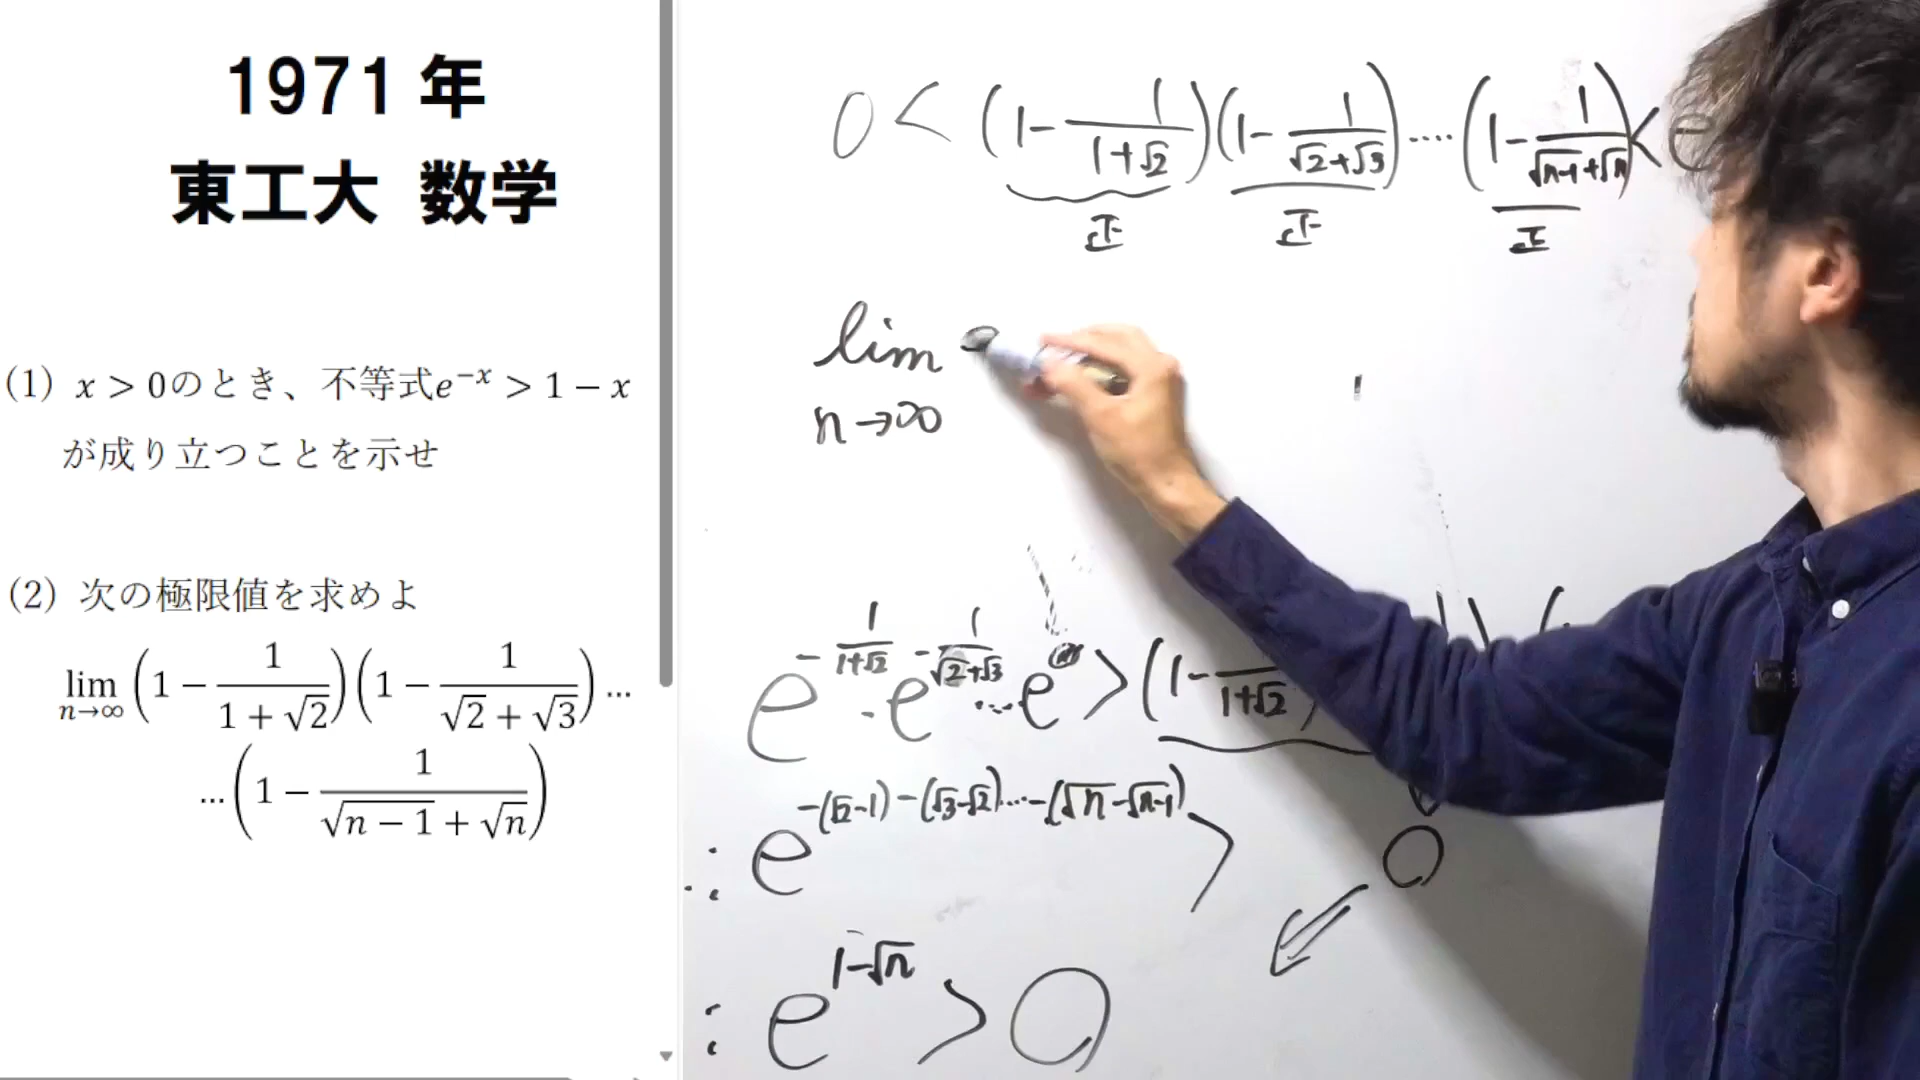 1971年
東工大 数学
(1) x > 0のとき、不等式e^{-x} > 1 − x
が成り立つことを示せ
(2) 次の極限値を求めよ
lim_{n→∞} (1 − 1/(1 + √2)) (1 − 1/(√2 + √3)) …
… (1 − 1/(√(n − 1) + √n))
0 < (1 − 1/(1+√2)) (1 − 1/(√2+√3)) ‥‥ (1 − 1/(√(n-1)+√n)) < e
正 正 正
lim_{n→∞}
e^{-1/(1+√2)} · e^{-1/(√2+√3)} ‥‥ e > (1 − 1/(1+√2)
∴ e^{-(√2-1)-(√3-√2)‥‥-(√n-√(n-1))} > ○
∴ e^{1-√n} > ○